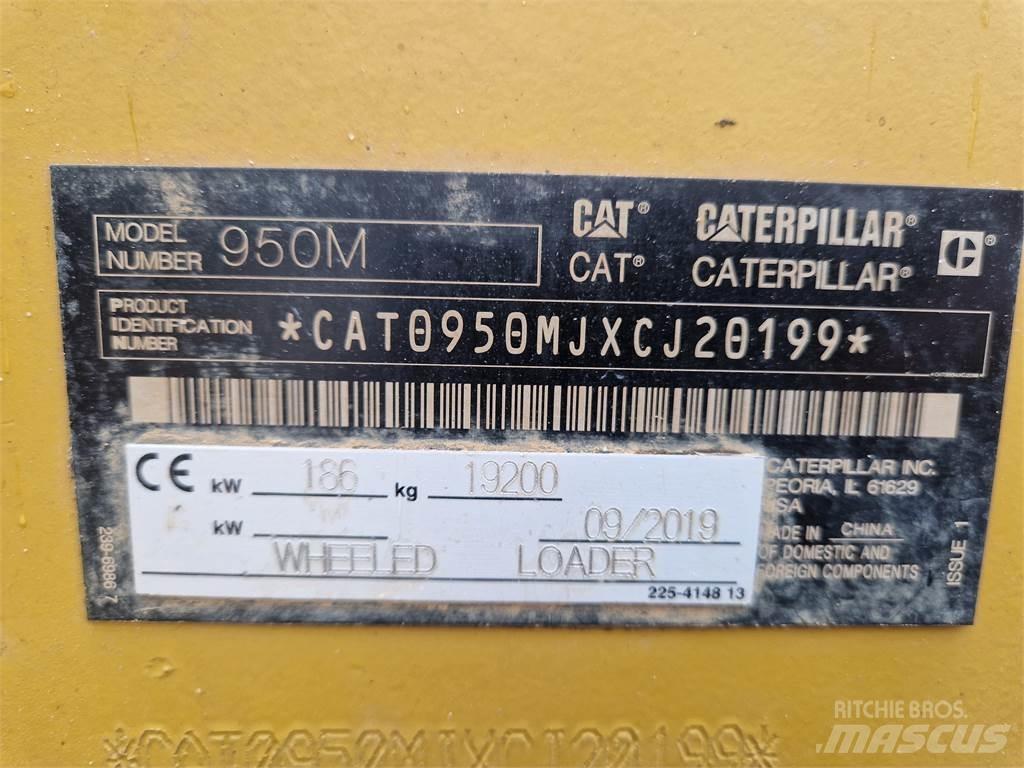 MODEL
NUMBER 950M
CAT® CATERPILLAR®
CAT® CATERPILLAR®
C®
PRODUCT
IDENTIFICATION
NUMBER
*CAT0950MJXCJ20199*
CE kW 186 kg 19200
kW 09/2019
WHEELED LOADER
225-4148 13
CATERPILLAR INC.
PEORIA, IL 61629
USA
MADE IN CHINA
OF DOMESTIC AND
FOREIGN COMPONENTS
ISSUE 1
239-6986 7
*CAT0950MJXCJ20199*
RITCHIE BROS.
MASCUS